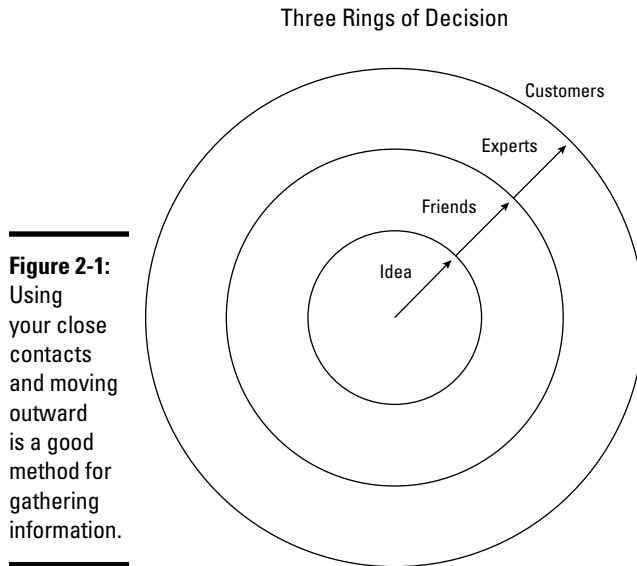 Three Rings of Decision
Customers
Experts
Friends
Idea
Figure 2-1:
Using
your close
contacts
and moving
outward
is a good
method for
gathering
information.